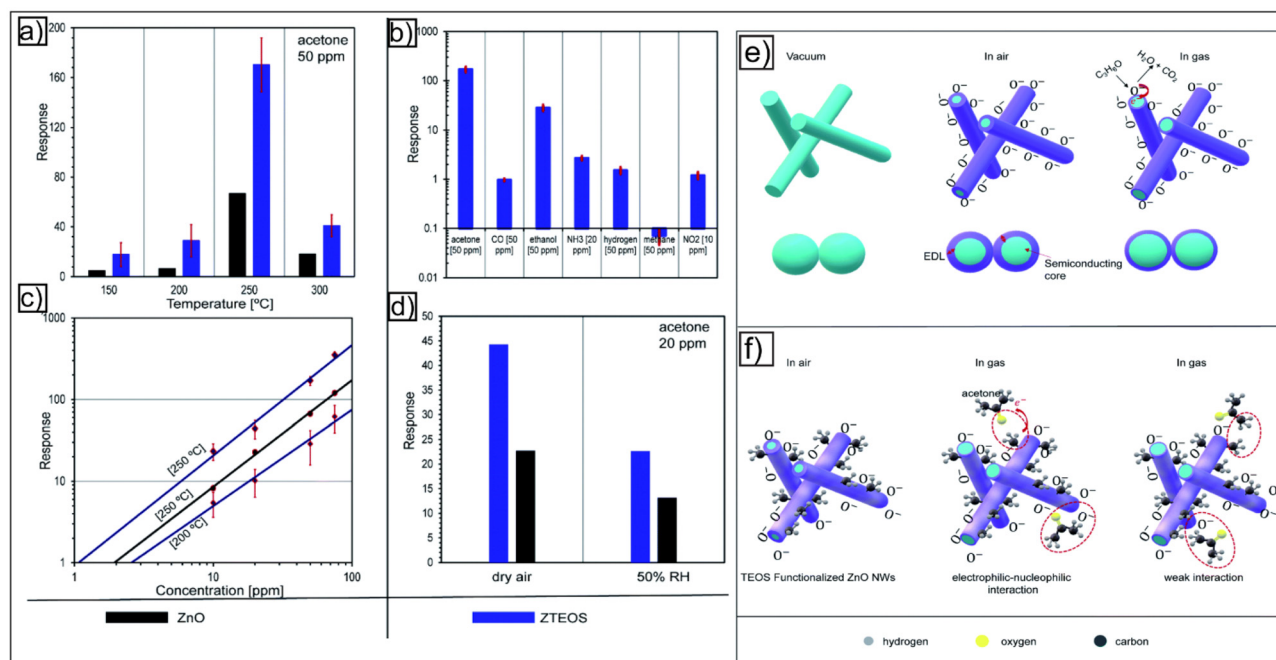 a)
200
160
120
80
40
0
Response
acetone
50 ppm
150
200
250
300
Temperature [ºC]
b)
1000
100
10
1
0.1
0.01
Response
acetone [50 ppm]
CO [50 ppm]
ethanol [50 ppm]
NH3 [20 ppm]
hydrogen [50 ppm]
methane [50 ppm]
NO2 [10 ppm]
c)
1000
100
10
1
Response
[250 ºC]
[250 ºC]
[200 ºC]
1
10
100
Concentration [ppm]
d)
50
45
40
35
30
25
20
15
10
5
0
Response
acetone
20 ppm
dry air
50% RH
ZnO
ZTEOS
e)
Vacuum
In air
In gas
C₃H₆O
H₂O + CO₂
O⁻
EDL
Semiconducting
core
f)
In air
In gas
In gas
acetone
e⁻
O⁻
TEOS Functionalized ZnO NWs
electrophilic-nucleophilic
interaction
weak interaction
hydrogen
oxygen
carbon